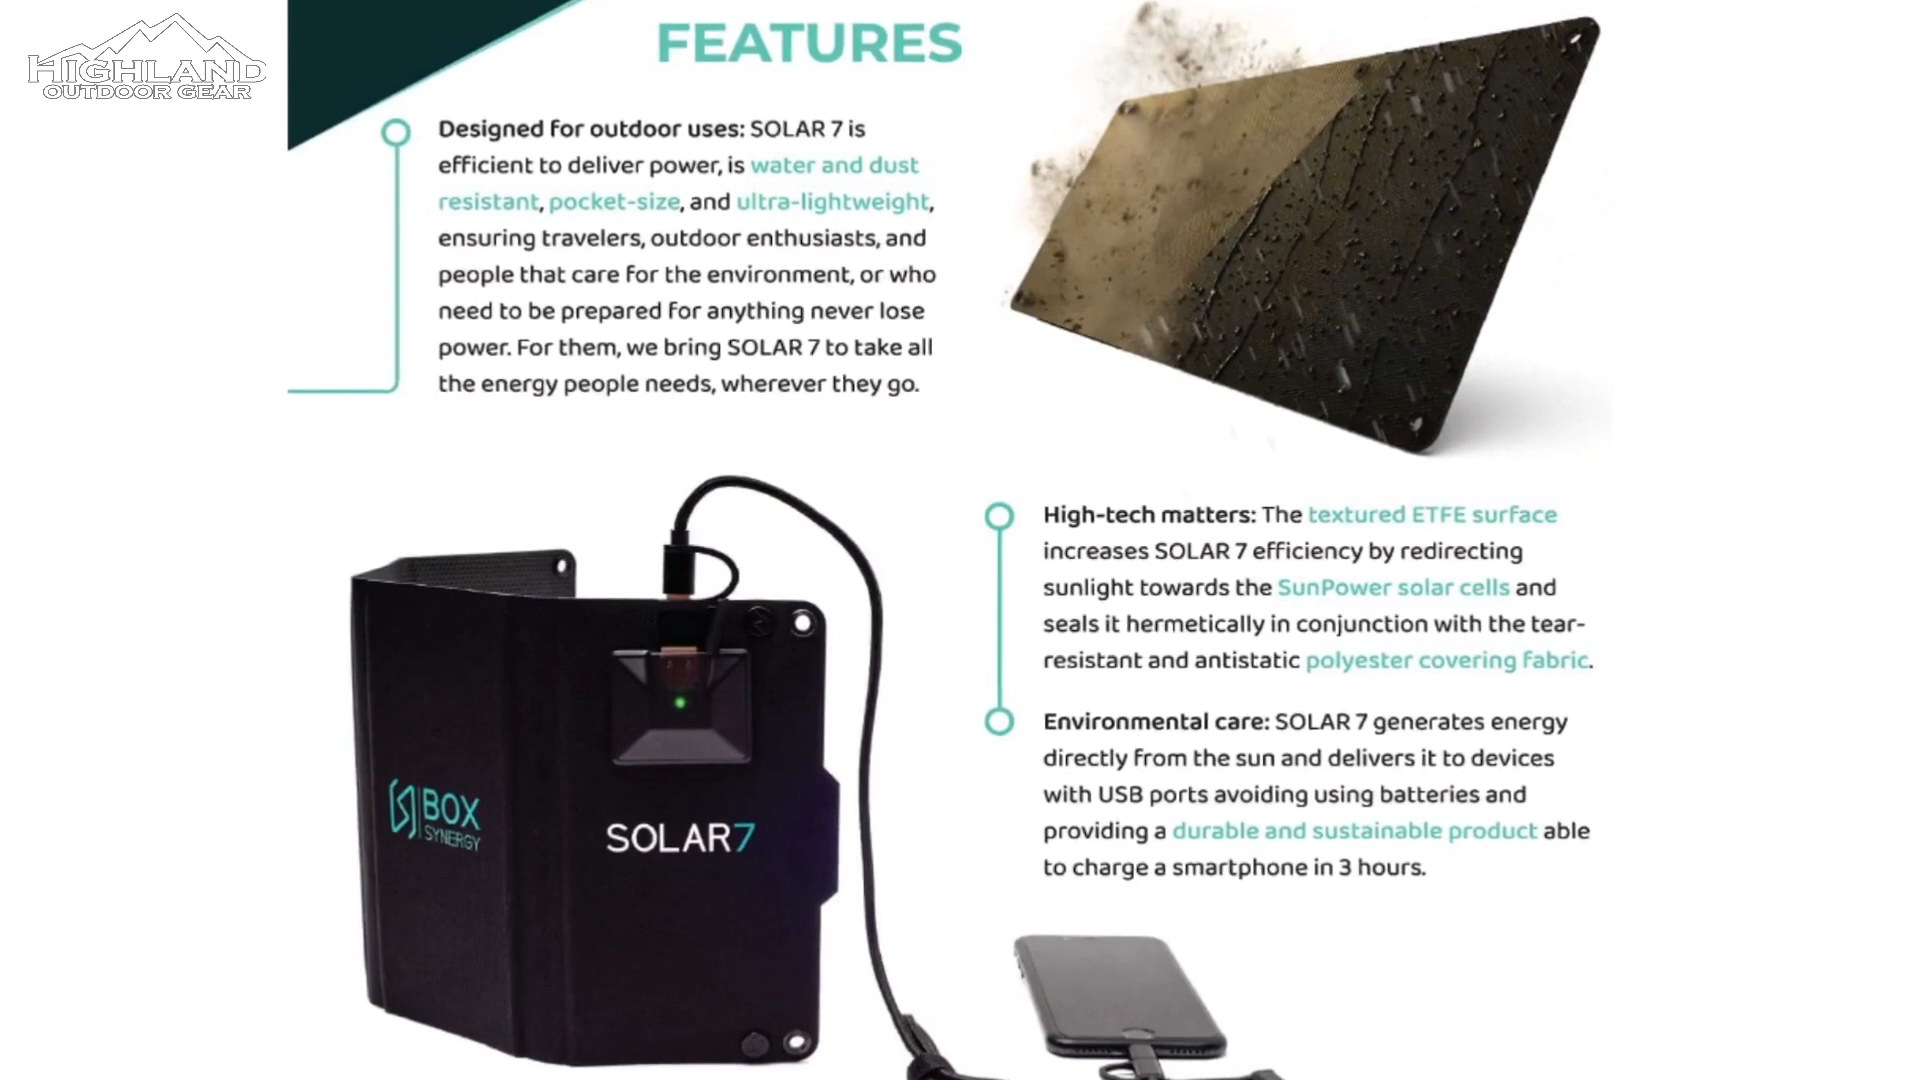 HIGHLAND
OUTDOOR GEAR
FEATURES
Designed for outdoor uses: SOLAR 7 is
efficient to deliver power, is water and dust
resistant, pocket-size, and ultra-lightweight,
ensuring travelers, outdoor enthusiasts, and
people that care for the environment, or who
need to be prepared for anything never lose
power. For them, we bring SOLAR 7 to take all
the energy people needs, wherever they go.
High-tech matters: The textured ETFE surface
increases SOLAR 7 efficiency by redirecting
sunlight towards the SunPower solar cells and
seals it hermetically in conjunction with the tear-
resistant and antistatic polyester covering fabric.
Environmental care: SOLAR 7 generates energy
directly from the sun and delivers it to devices
with USB ports avoiding using batteries and
providing a durable and sustainable product able
to charge a smartphone in 3 hours.
BOX
SYNERGY
SOLAR7